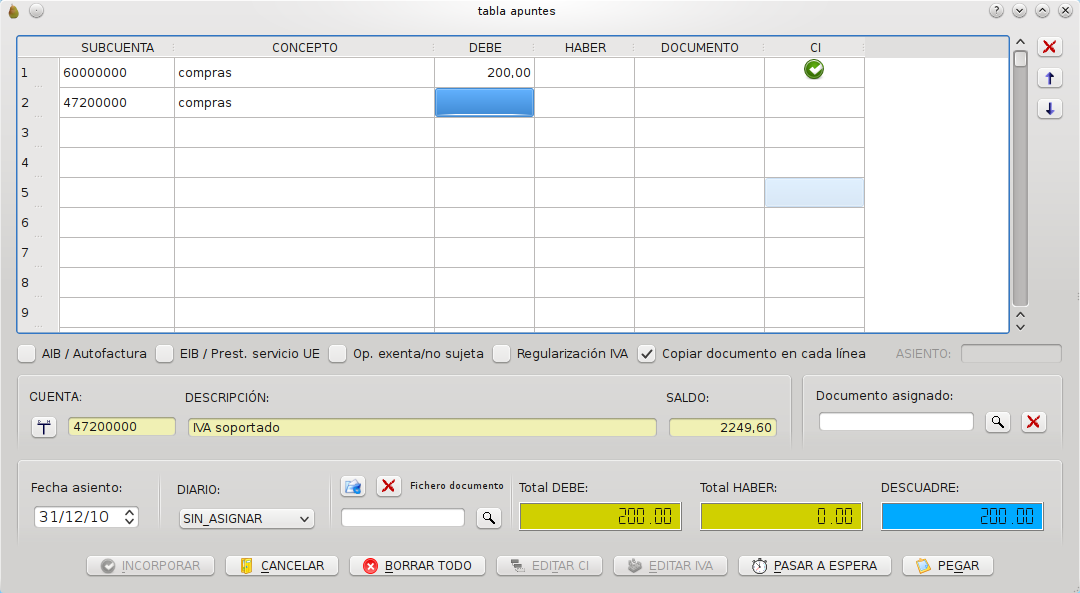 tabla apuntes
SUBCUENTA CONCEPTO DEBE HABER DOCUMENTO CI
1 60000000 compras 200,00
2 47200000 compras
3
4
5
6
7
8
9
AIB / Autofactura EIB / Prest. servicio UE Op. exenta/no sujeta Regularización IVA Copiar documento en cada línea ASIENTO:
CUENTA: DESCRIPCIÓN: SALDO: Documento asignado:
47200000 IVA soportado 2249,60
Fecha asiento: DIARIO: Fichero documento Total DEBE: Total HABER: DESCUADRE:
31/12/10 SIN_ASIGNAR 200.00 0.00 200.00
INCORPORAR CANCELAR BORRAR TODO EDITAR CI EDITAR IVA PASAR A ESPERA PEGAR